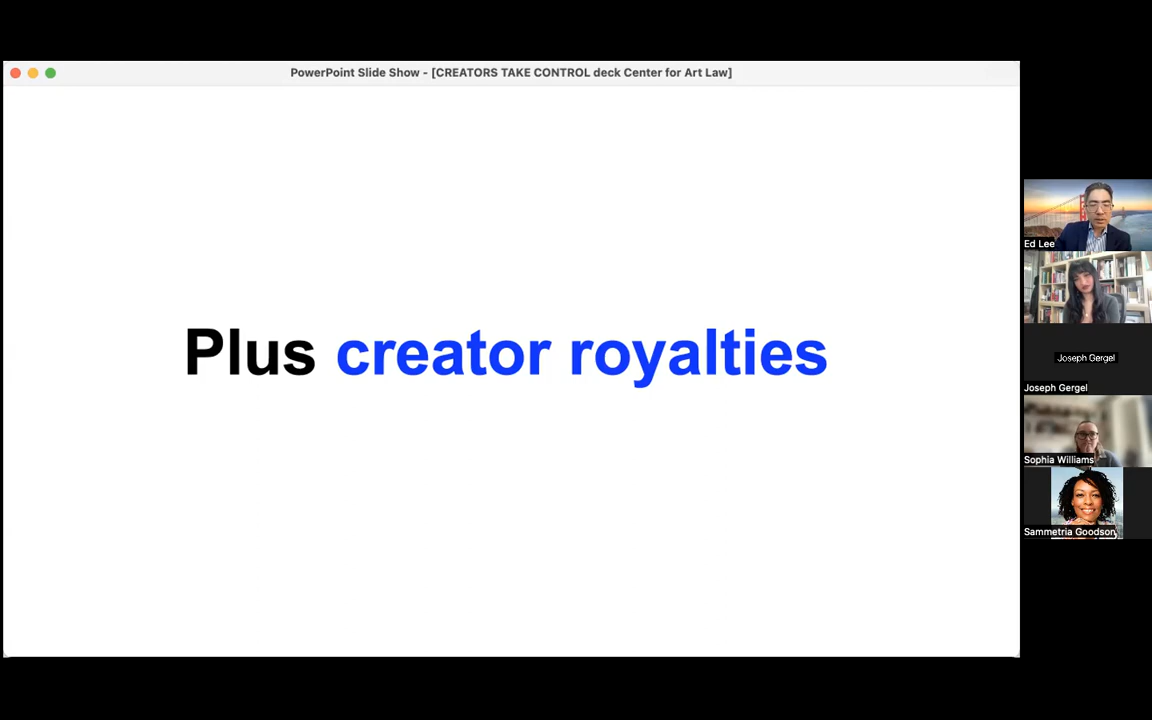 PowerPoint Slide Show - [CREATORS TAKE CONTROL deck Center for Art Law]
Plus creator royalties
Ed Lee
Joseph Gergel
Joseph Gergel
Sophia Williams
Sammetria Goodson